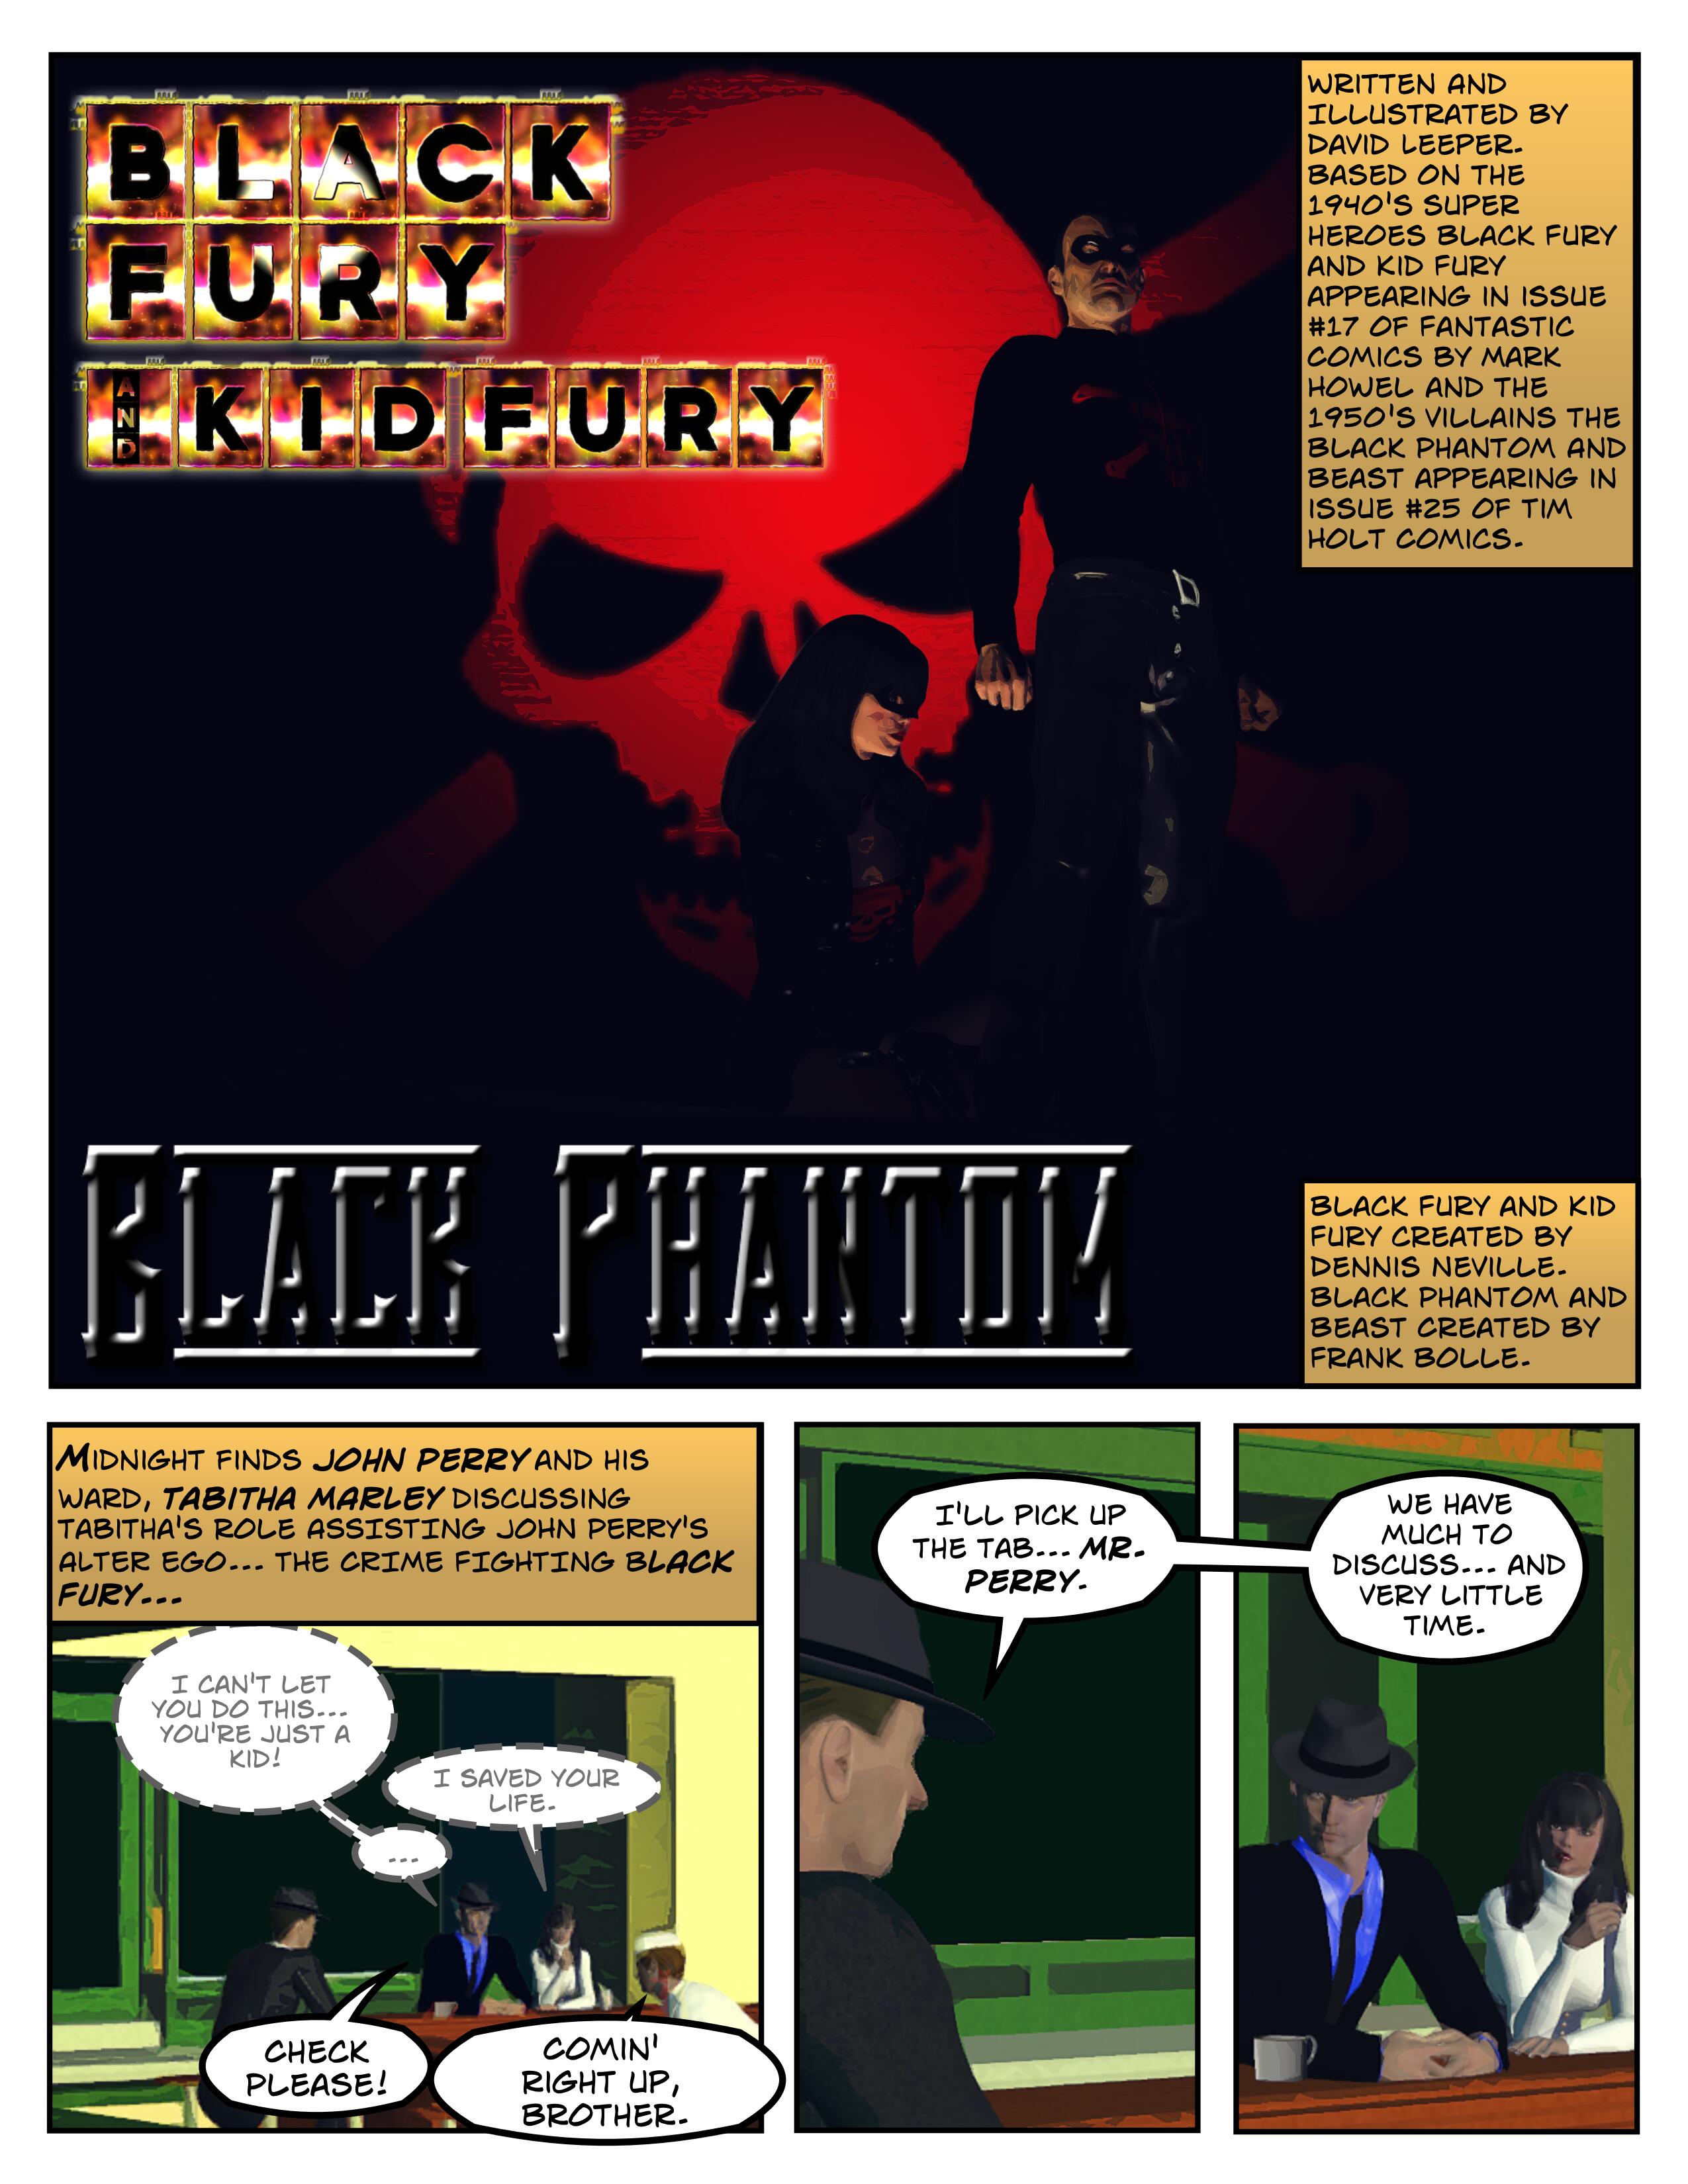 BLACK
FURY
AND KID FURY
WRITTEN AND
ILLUSTRATED BY
DAVID LEEPER.
BASED ON THE
1940'S SUPER
HEROES BLACK FURY
AND KID FURY
APPEARING IN ISSUE
#17 OF FANTASTIC
COMICS BY MARK
HOWEL AND THE
1950'S VILLAINS THE
BLACK PHANTOM AND
BEAST APPEARING IN
ISSUE #25 OF TIM
HOLT COMICS.
BLACK PHANTOM
BLACK FURY AND KID
FURY CREATED BY
DENNIS NEVILLE.
BLACK PHANTOM AND
BEAST CREATED BY
FRANK BOLLE.
MIDNIGHT FINDS JOHN PERRY AND HIS
WARD, TABITHA MARLEY DISCUSSING
TABITHA'S ROLE ASSISTING JOHN PERRY'S
ALTER EGO... THE CRIME FIGHTING BLACK
FURY...
I CAN'T LET
YOU DO THIS...
YOU'RE JUST A
KID!
I SAVED YOUR
LIFE.
...
CHECK
PLEASE!
COMIN'
RIGHT UP,
BROTHER.
I'LL PICK UP
THE TAB... MR.
PERRY.
WE HAVE
MUCH TO
DISCUSS... AND
VERY LITTLE
TIME.